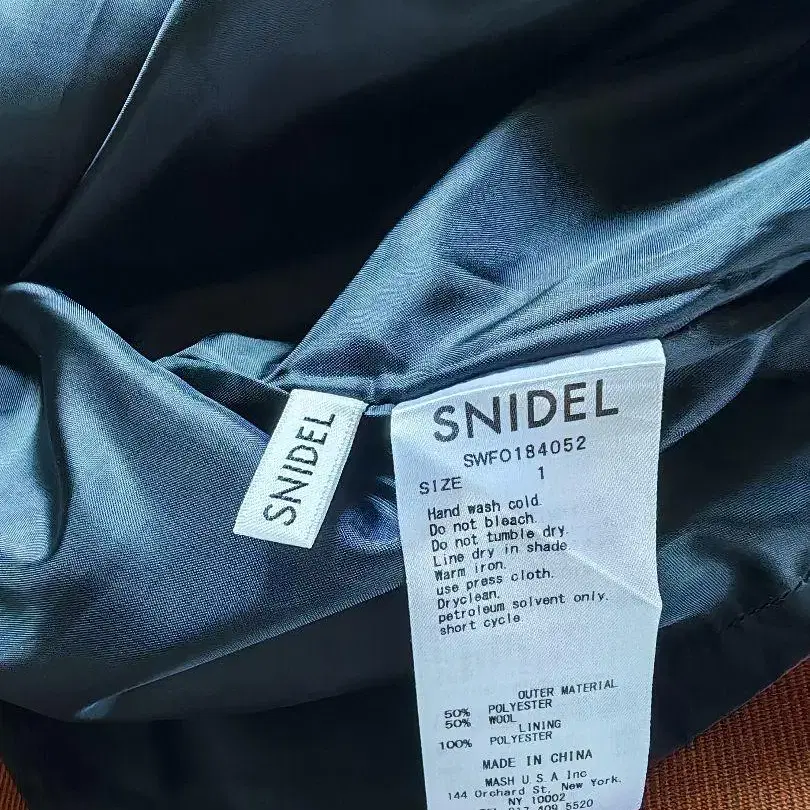 SNIDEL
SNIDEL
SWFO184052
SIZE 1
Hand wash cold.
Do not bleach.
Do not tumble dry.
Line dry in shade
Warm iron.
use press cloth.
Dryclean.
petroleum solvent only.
short cycle
OUTER MATERIAL
50% POLYESTER
50% WOOL
LINING
100% POLYESTER
MADE IN CHINA
MASH U.S.A Inc
144 Orchard St, New York,
NY 10002
409 5520